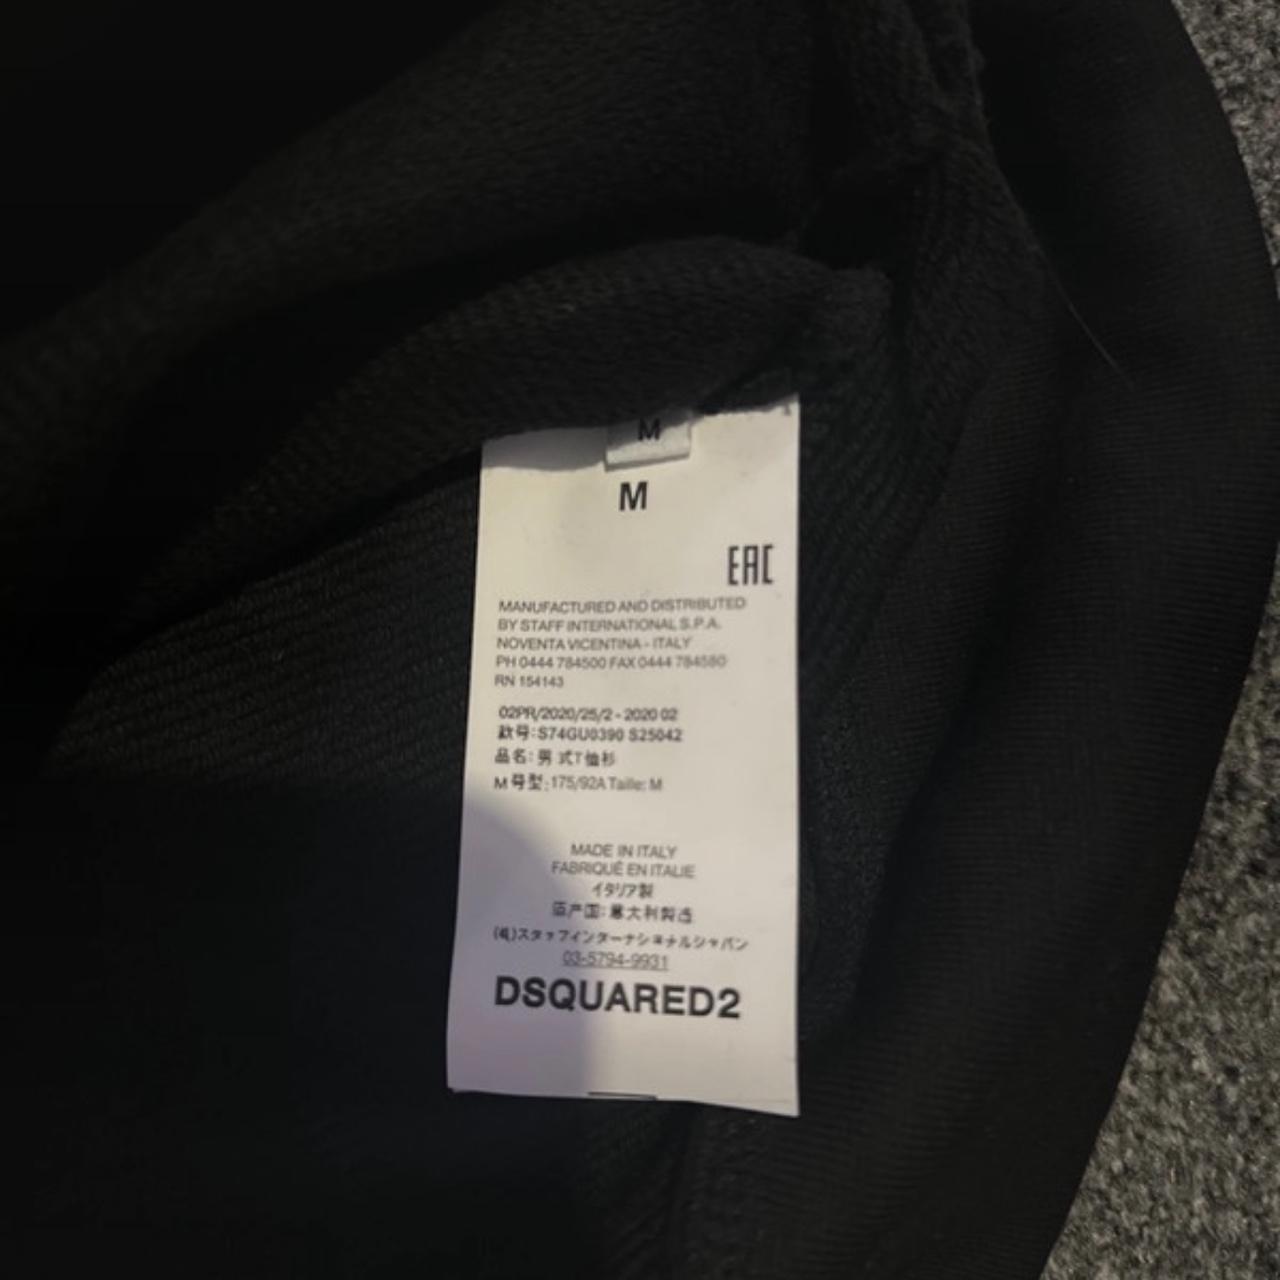 M
M
EAC
MANUFACTURED AND DISTRIBUTED
BY STAFF INTERNATIONAL S.P.A.
NOVENTA VICENTINA - ITALY
PH 0444 784500 FAX 0444 784580
RN 154143
02PR/2020/25/2 - 2020 02
款号:S74GU0390 S25042
品名: 男 式T恤衫
M 号型: 175/92A Taille: M
MADE IN ITALY
FABRIQUÉ EN ITALIE
イタリア製
产国: 意大利製造
スタッフインターナショナルジャパン
03-5794-9931
DSQUARED2